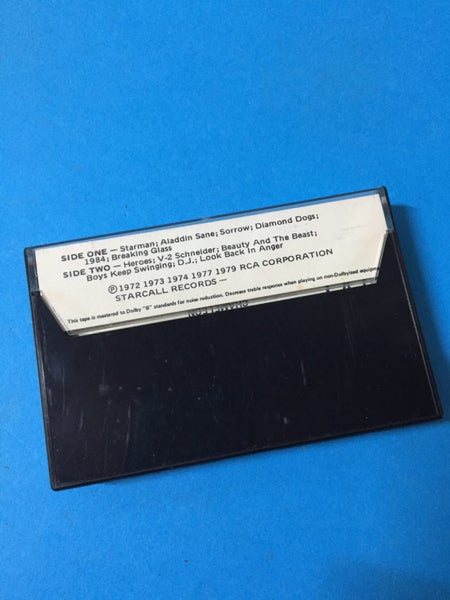 SIDE ONE — Starman; Aladdin Sane; Sorrow; Diamond Dogs;
1984; Breaking Glass
SIDE TWO — Heroes; V-2 Schneider; Beauty And The Beast;
Boys Keep Swinging; D.J.; Look Back In Anger
℗1972 1973 1974 1977 1979 RCA CORPORATION
STARCALL RECORDS —
This tape is mastered to Dolby "B" standards for noise reduction. Decrease treble response when playing on non-Dolbyised